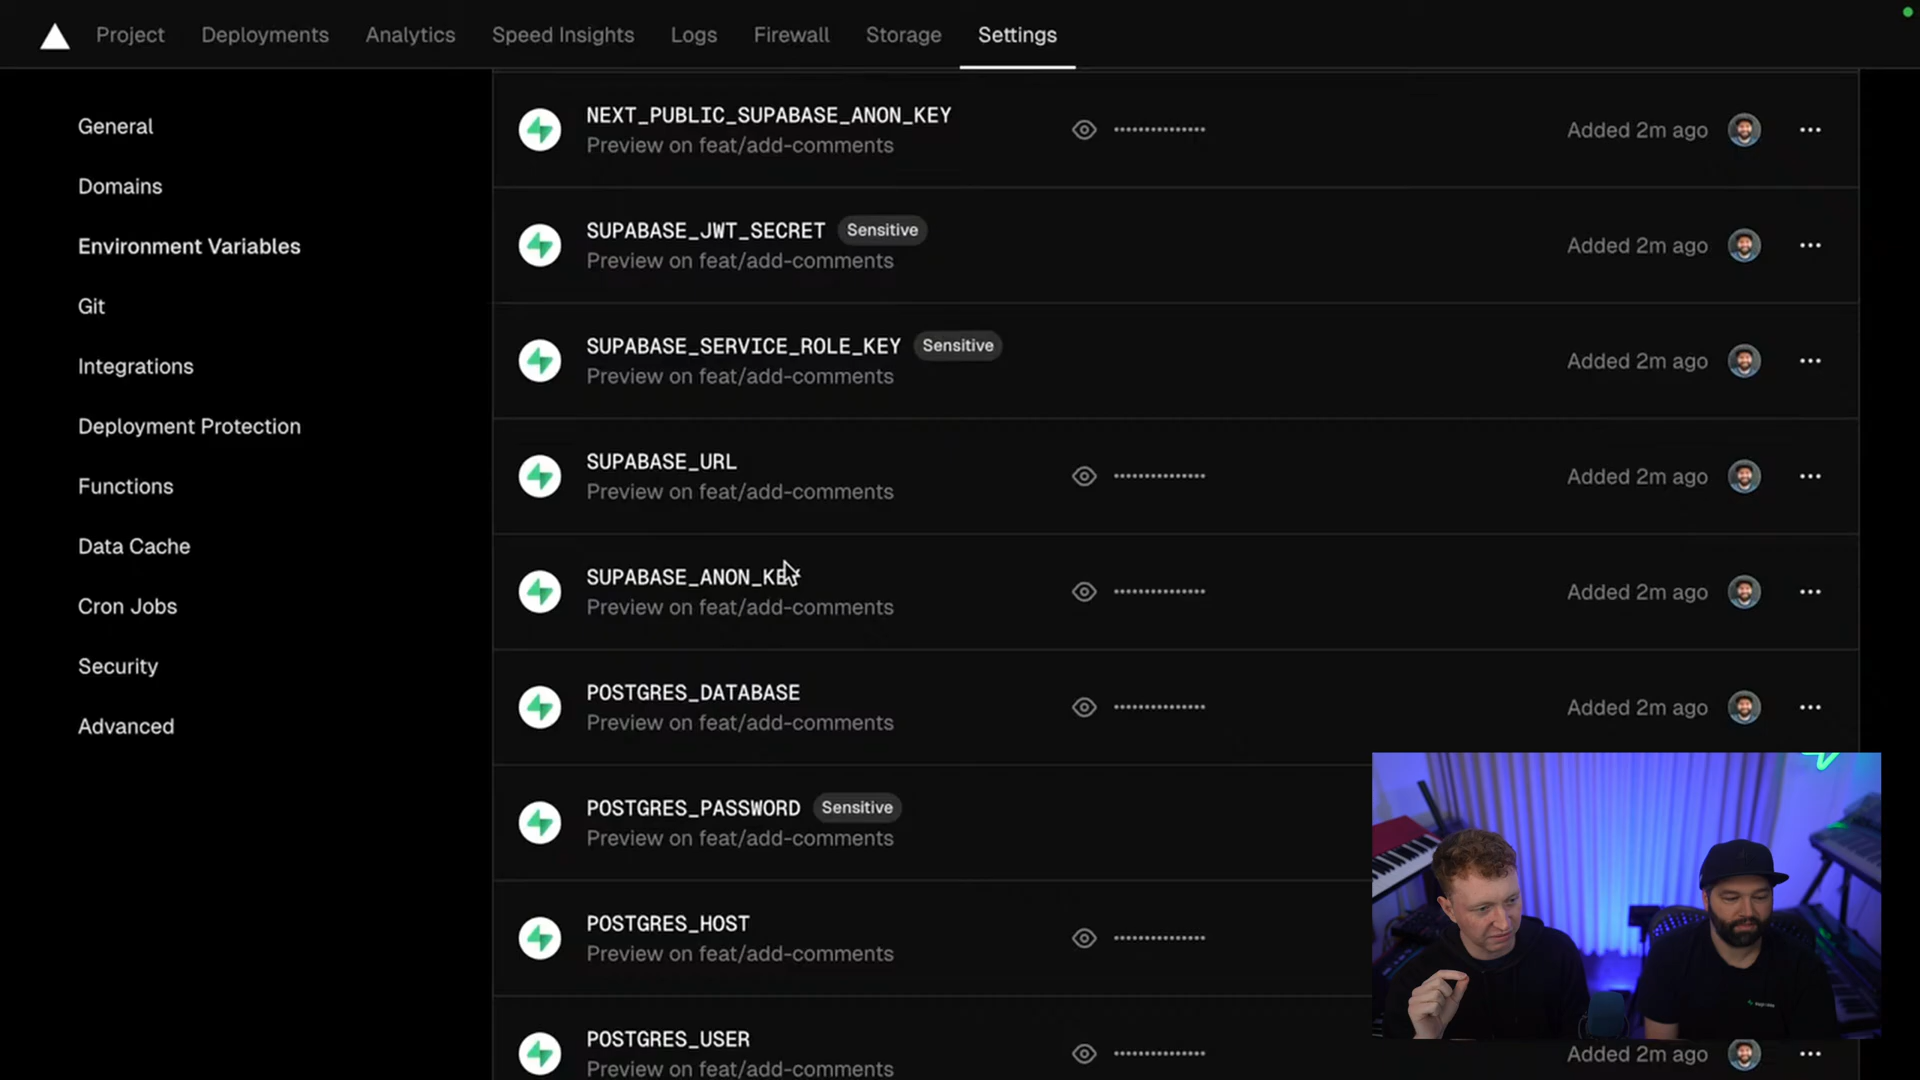 Project
Deployments
Analytics
Speed Insights
Logs
Firewall
Storage
Settings
General
Domains
Environment Variables
Git
Integrations
Deployment Protection
Functions
Data Cache
Cron Jobs
Security
Advanced
NEXT_PUBLIC_SUPABASE_ANON_KEY
Preview on feat/add-comments
Added 2m ago
SUPABASE_JWT_SECRET Sensitive
Preview on feat/add-comments
Added 2m ago
SUPABASE_SERVICE_ROLE_KEY Sensitive
Preview on feat/add-comments
Added 2m ago
SUPABASE_URL
Preview on feat/add-comments
Added 2m ago
SUPABASE_ANON_KEY
Preview on feat/add-comments
Added 2m ago
POSTGRES_DATABASE
Preview on feat/add-comments
Added 2m ago
POSTGRES_PASSWORD Sensitive
Preview on feat/add-comments
POSTGRES_HOST
Preview on feat/add-comments
POSTGRES_USER
Preview on feat/add-comments
Added 2m ago